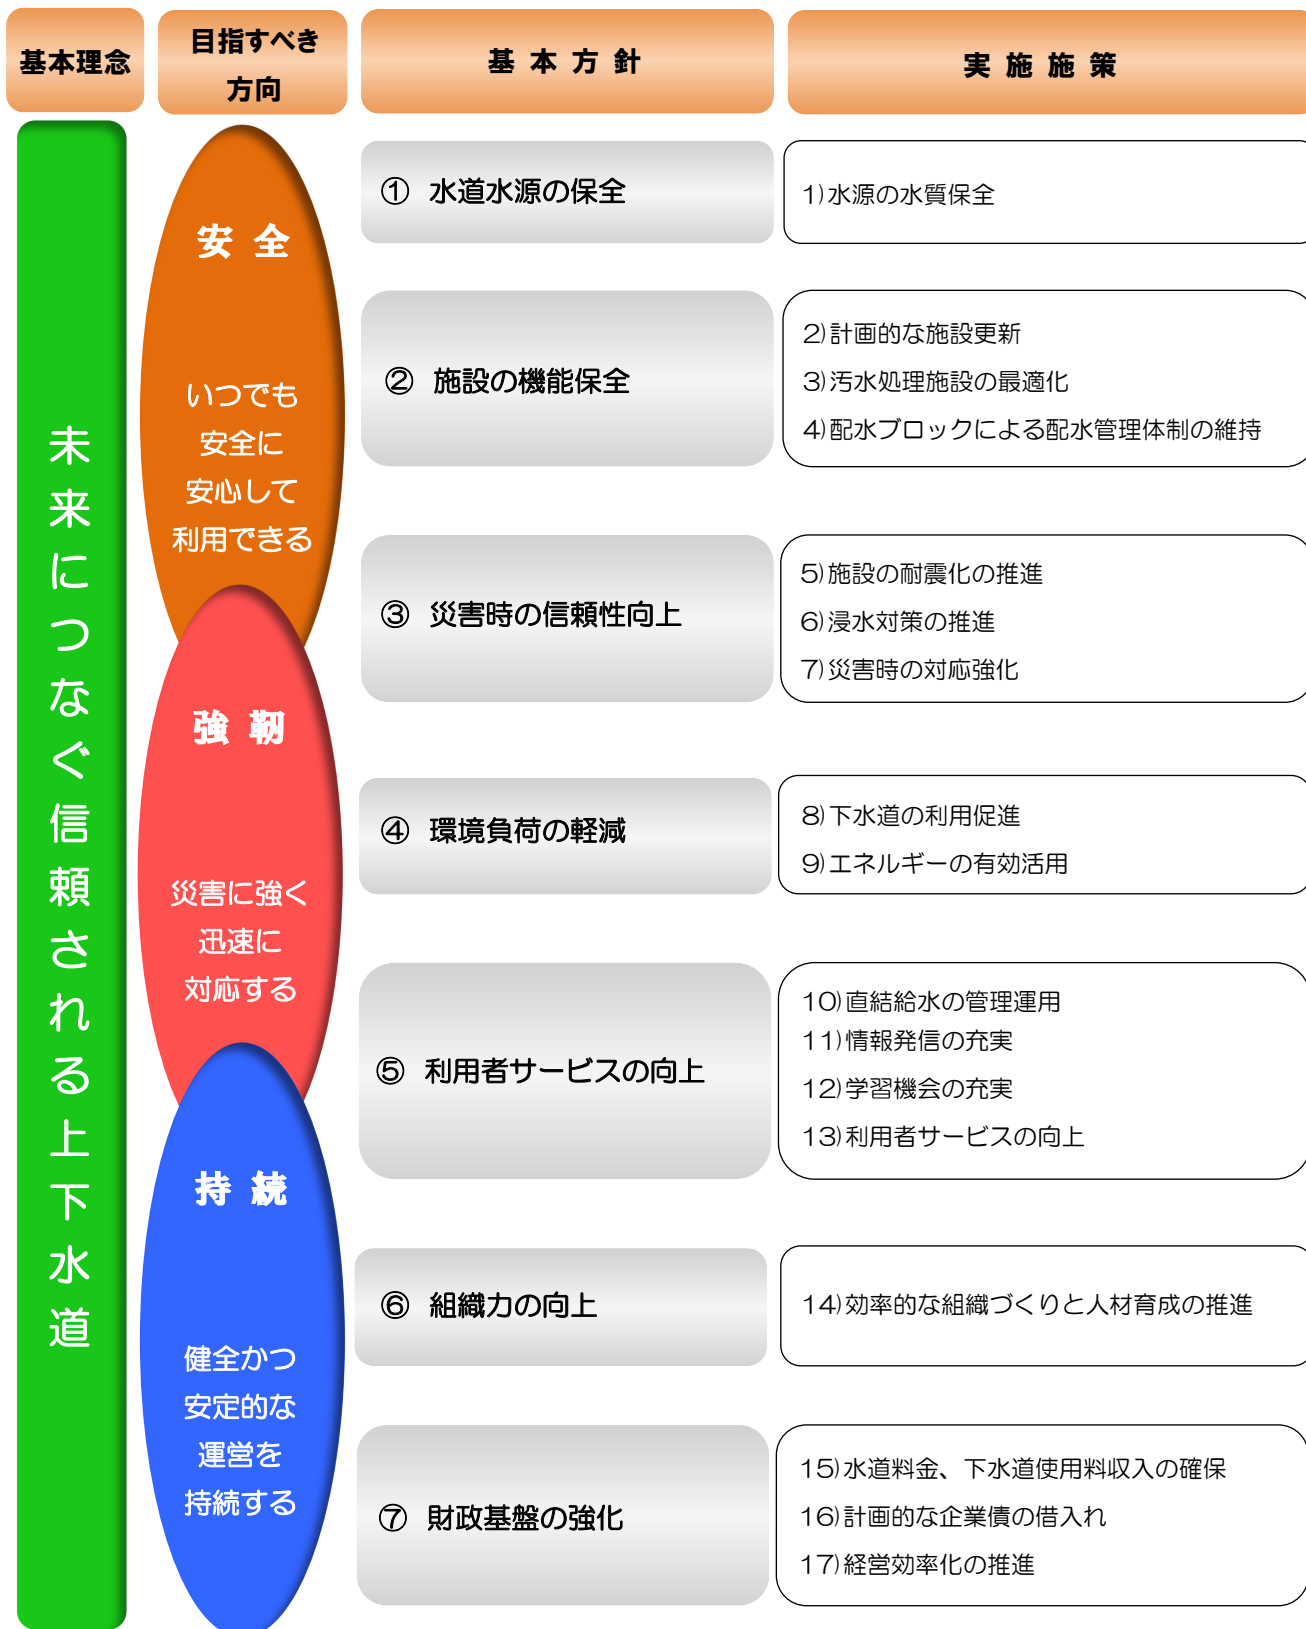 基本理念
目指すべき
方向
基本方針
実施施策
未来につなぐ信頼される上下水道
安全
いつでも
安全に
安心して
利用できる
強靭
災害に強く
迅速に
対応する
持続
健全かつ
安定的な
運営を
持続する
① 水道水源の保全
1)水源の水質保全
② 施設の機能保全
2)計画的な施設更新
3)汚水処理施設の最適化
4)配水ブロックによる配水管理体制の維持
③ 災害時の信頼性向上
5)施設の耐震化の推進
6)浸水対策の推進
7)災害時の対応強化
④ 環境負荷の軽減
8)下水道の利用促進
9)エネルギーの有効活用
⑤ 利用者サービスの向上
10)直結給水の管理運用
11)情報発信の充実
12)学習機会の充実
13)利用者サービスの向上
⑥ 組織力の向上
14)効率的な組織づくりと人材育成の推進
⑦ 財政基盤の強化
15)水道料金、下水道使用料収入の確保
16)計画的な企業債の借入れ
17)経営効率化の推進